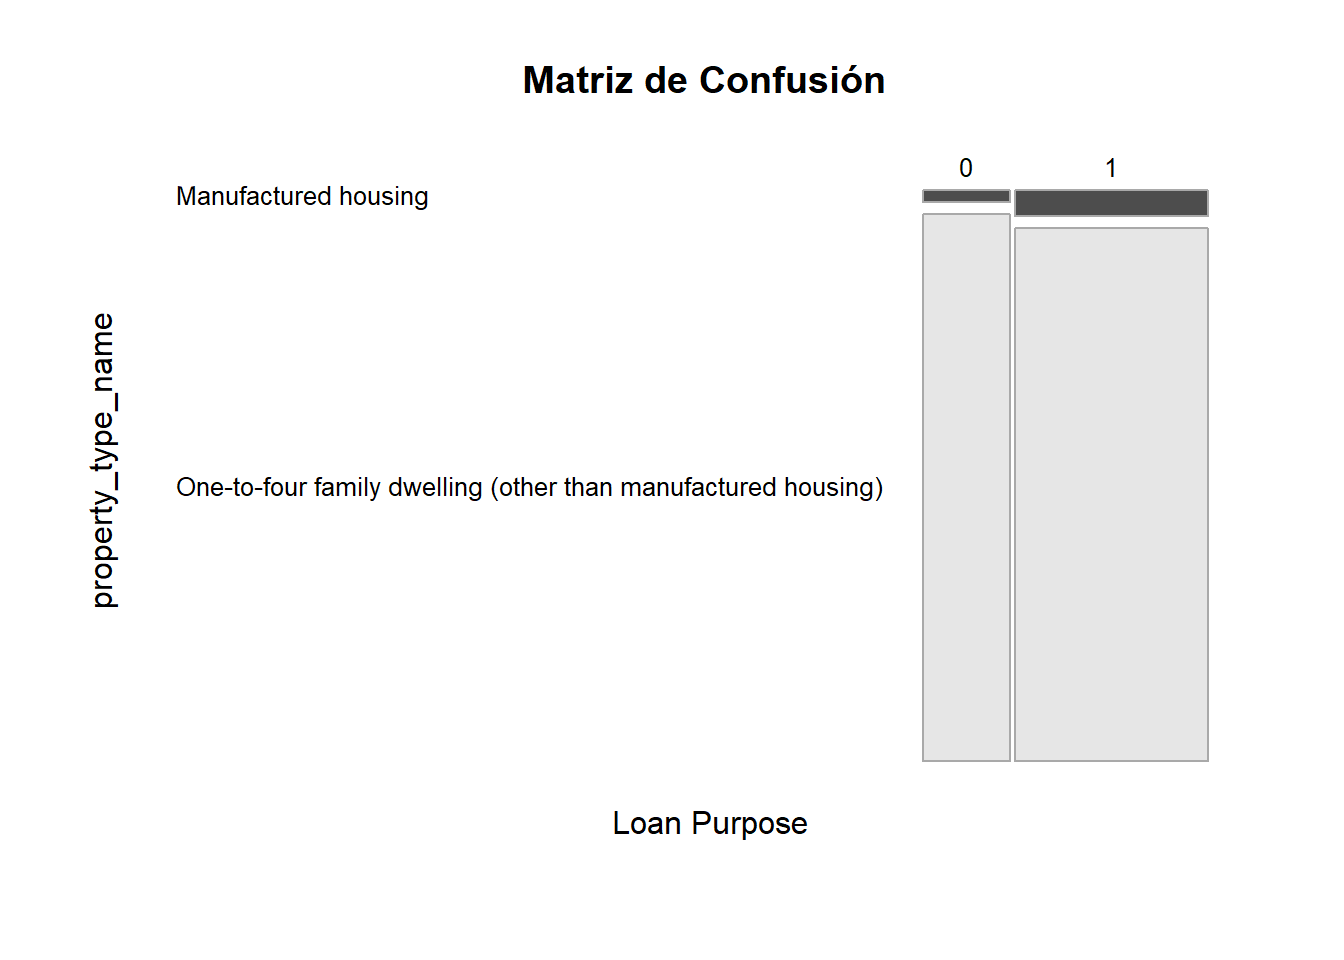 Matriz de Confusión
0 1
Manufactured housing
property_type_name
One-to-four family dwelling (other than manufactured housing)
Loan Purpose